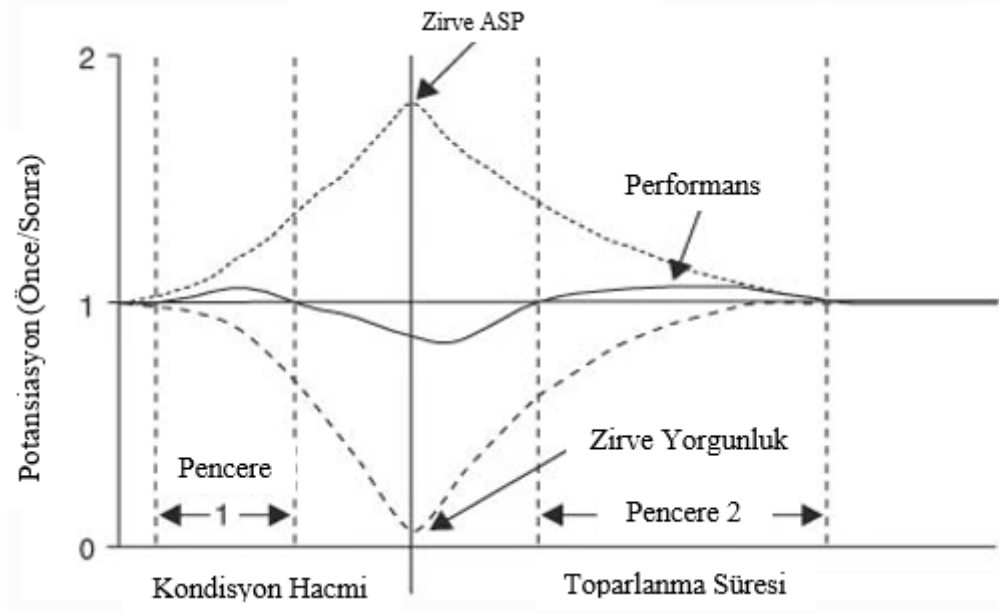 Zirve ASP
2
Performans
Potansiasyon (Önce/Sonra)
1
Zirve Yorgunluk
Pencere
1
Pencere 2
0
Kondisyon Hacmi
Toparlanma Süresi